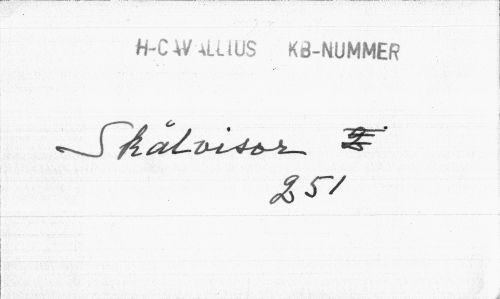 H-CAVALLIUS KB-NUMMER
Skålvisor
251